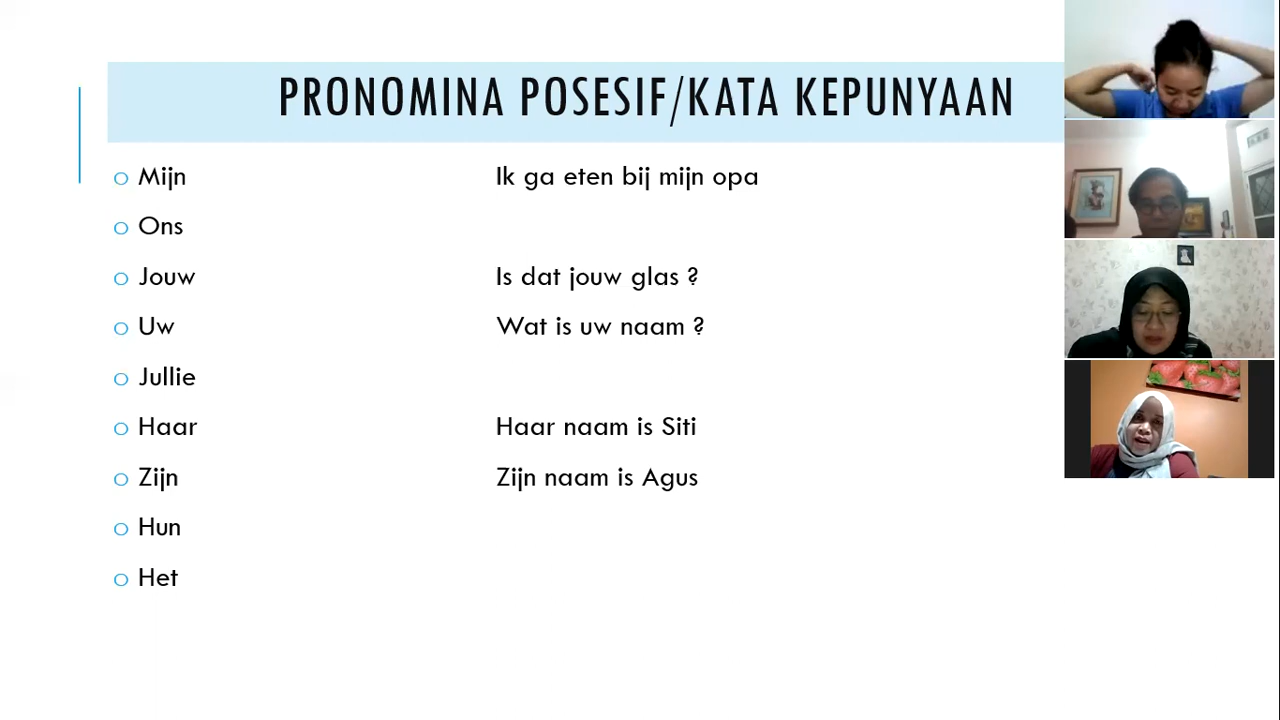 PRONOMINA POSESIF/KATA KEPUNYAAN
Mijn Ik ga eten bij mijn opa
Ons
Jouw Is dat jouw glas ?
Uw Wat is uw naam ?
Jullie
Haar Haar naam is Siti
Zijn Zijn naam is Agus
Hun
Het